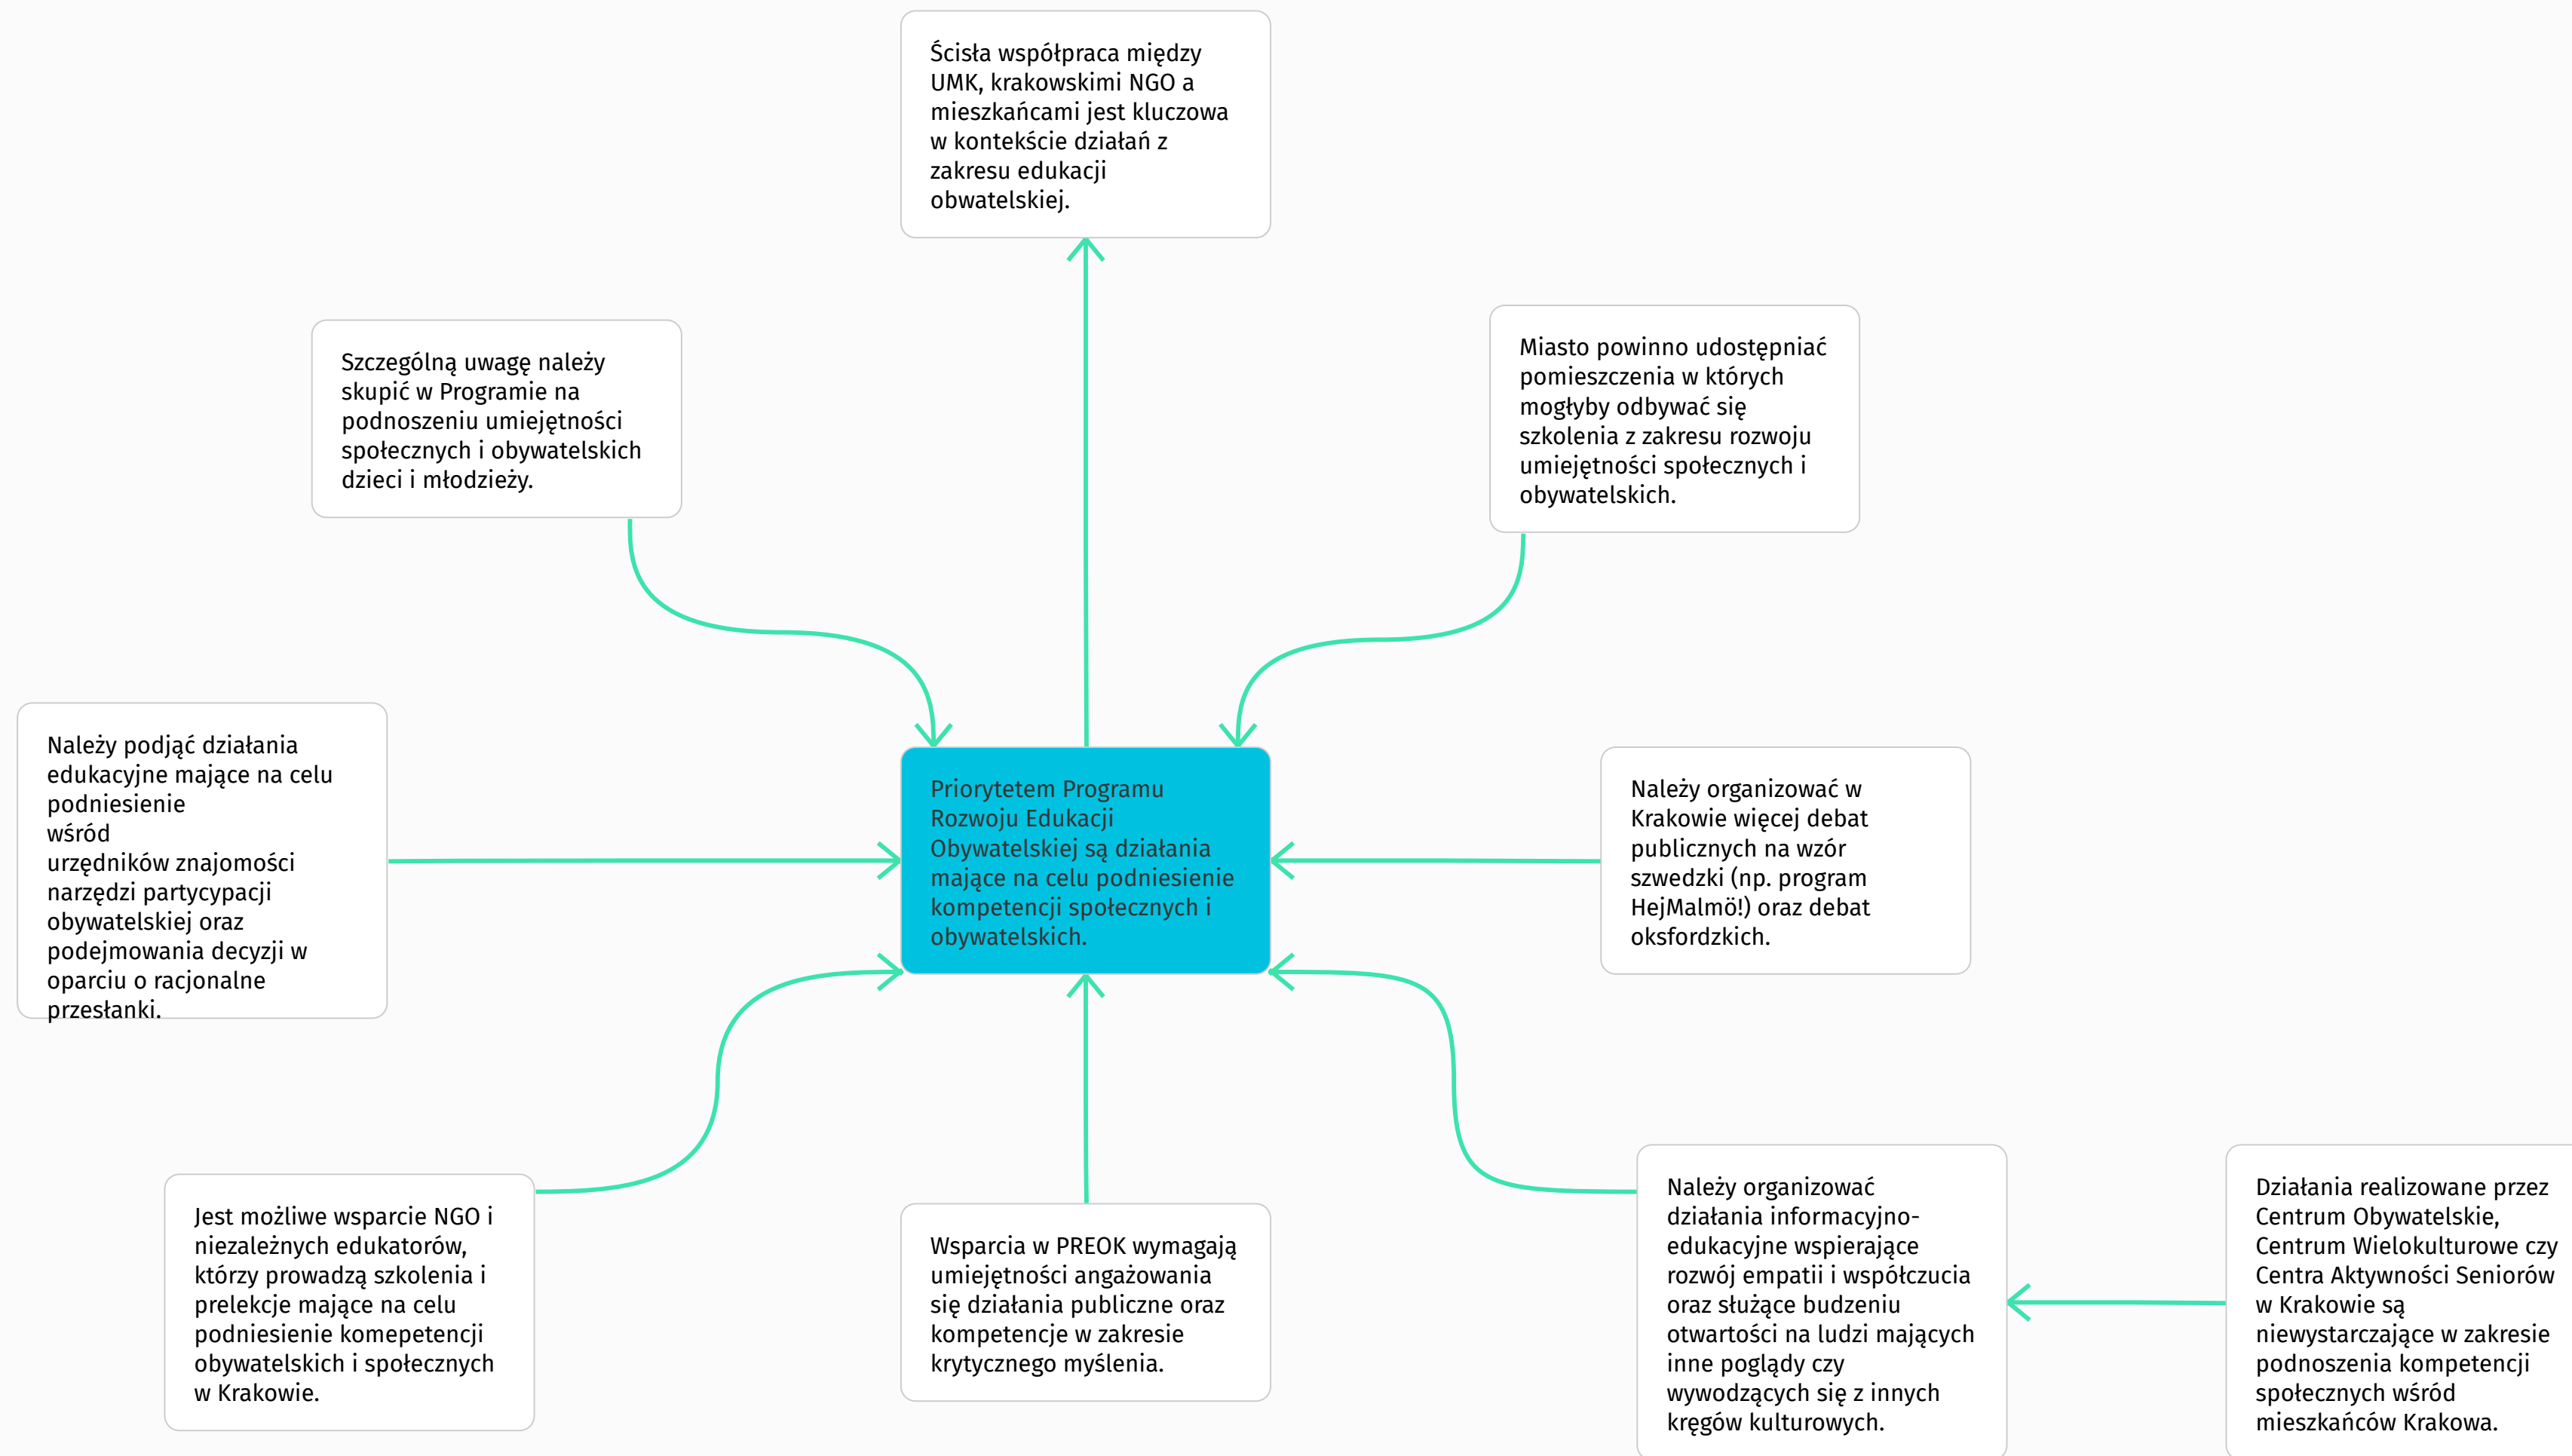 Ścisła współpraca między
UMK, krakowskimi NGO a
mieszkańcami jest kluczowa
w kontekście działań z
zakresu edukacji
obwatelskiej.
Szczególną uwagę należy
skupić w Programie na
podnoszeniu umiejętności
społecznych i obywatelskich
dzieci i młodzieży.
Miasto powinno udostępniać
pomieszczenia w których
mogłyby odbywać się
szkolenia z zakresu rozwoju
umiejętności społecznych i
obywatelskich.
Należy podjąć działania
edukacyjne mające na celu
podniesienie
wśród
urzędników znajomości
narzędzi partycypacji
obywatelskiej oraz
podejmowania decyzji w
oparciu o racjonalne
przesłanki.
Priorytetem Programu
Rozwoju Edukacji
Obywatelskiej są działania
mające na celu podniesienie
kompetencji społecznych i
obywatelskich.
Należy organizować w
Krakowie więcej debat
publicznych na wzór
szwedzki (np. program
HejMalmö!) oraz debat
oksfordzkich.
Jest możliwe wsparcie NGO i
niezależnych edukatorów,
którzy prowadzą szkolenia i
prelekcje mające na celu
podniesienie komepetencji
obywatelskich i społecznych
w Krakowie.
Wsparcia w PREOK wymagają
umiejętności angażowania
się działania publiczne oraz
kompetencje w zakresie
krytycznego myślenia.
Należy organizować
działania informacyjno-
edukacyjne wspierające
rozwój empatii i współczucia
oraz służące budzeniu
otwartości na ludzi mających
inne poglądy czy
wywodzących się z innych
kręgów kulturowych.
Działania realizowane przez
Centrum Obywatelskie,
Centrum Wielokulturowe czy
Centra Aktywności Seniorów
w Krakowie są
niewystarczające w zakresie
podnoszenia kompetencji
społecznych wśród
mieszkańców Krakowa.